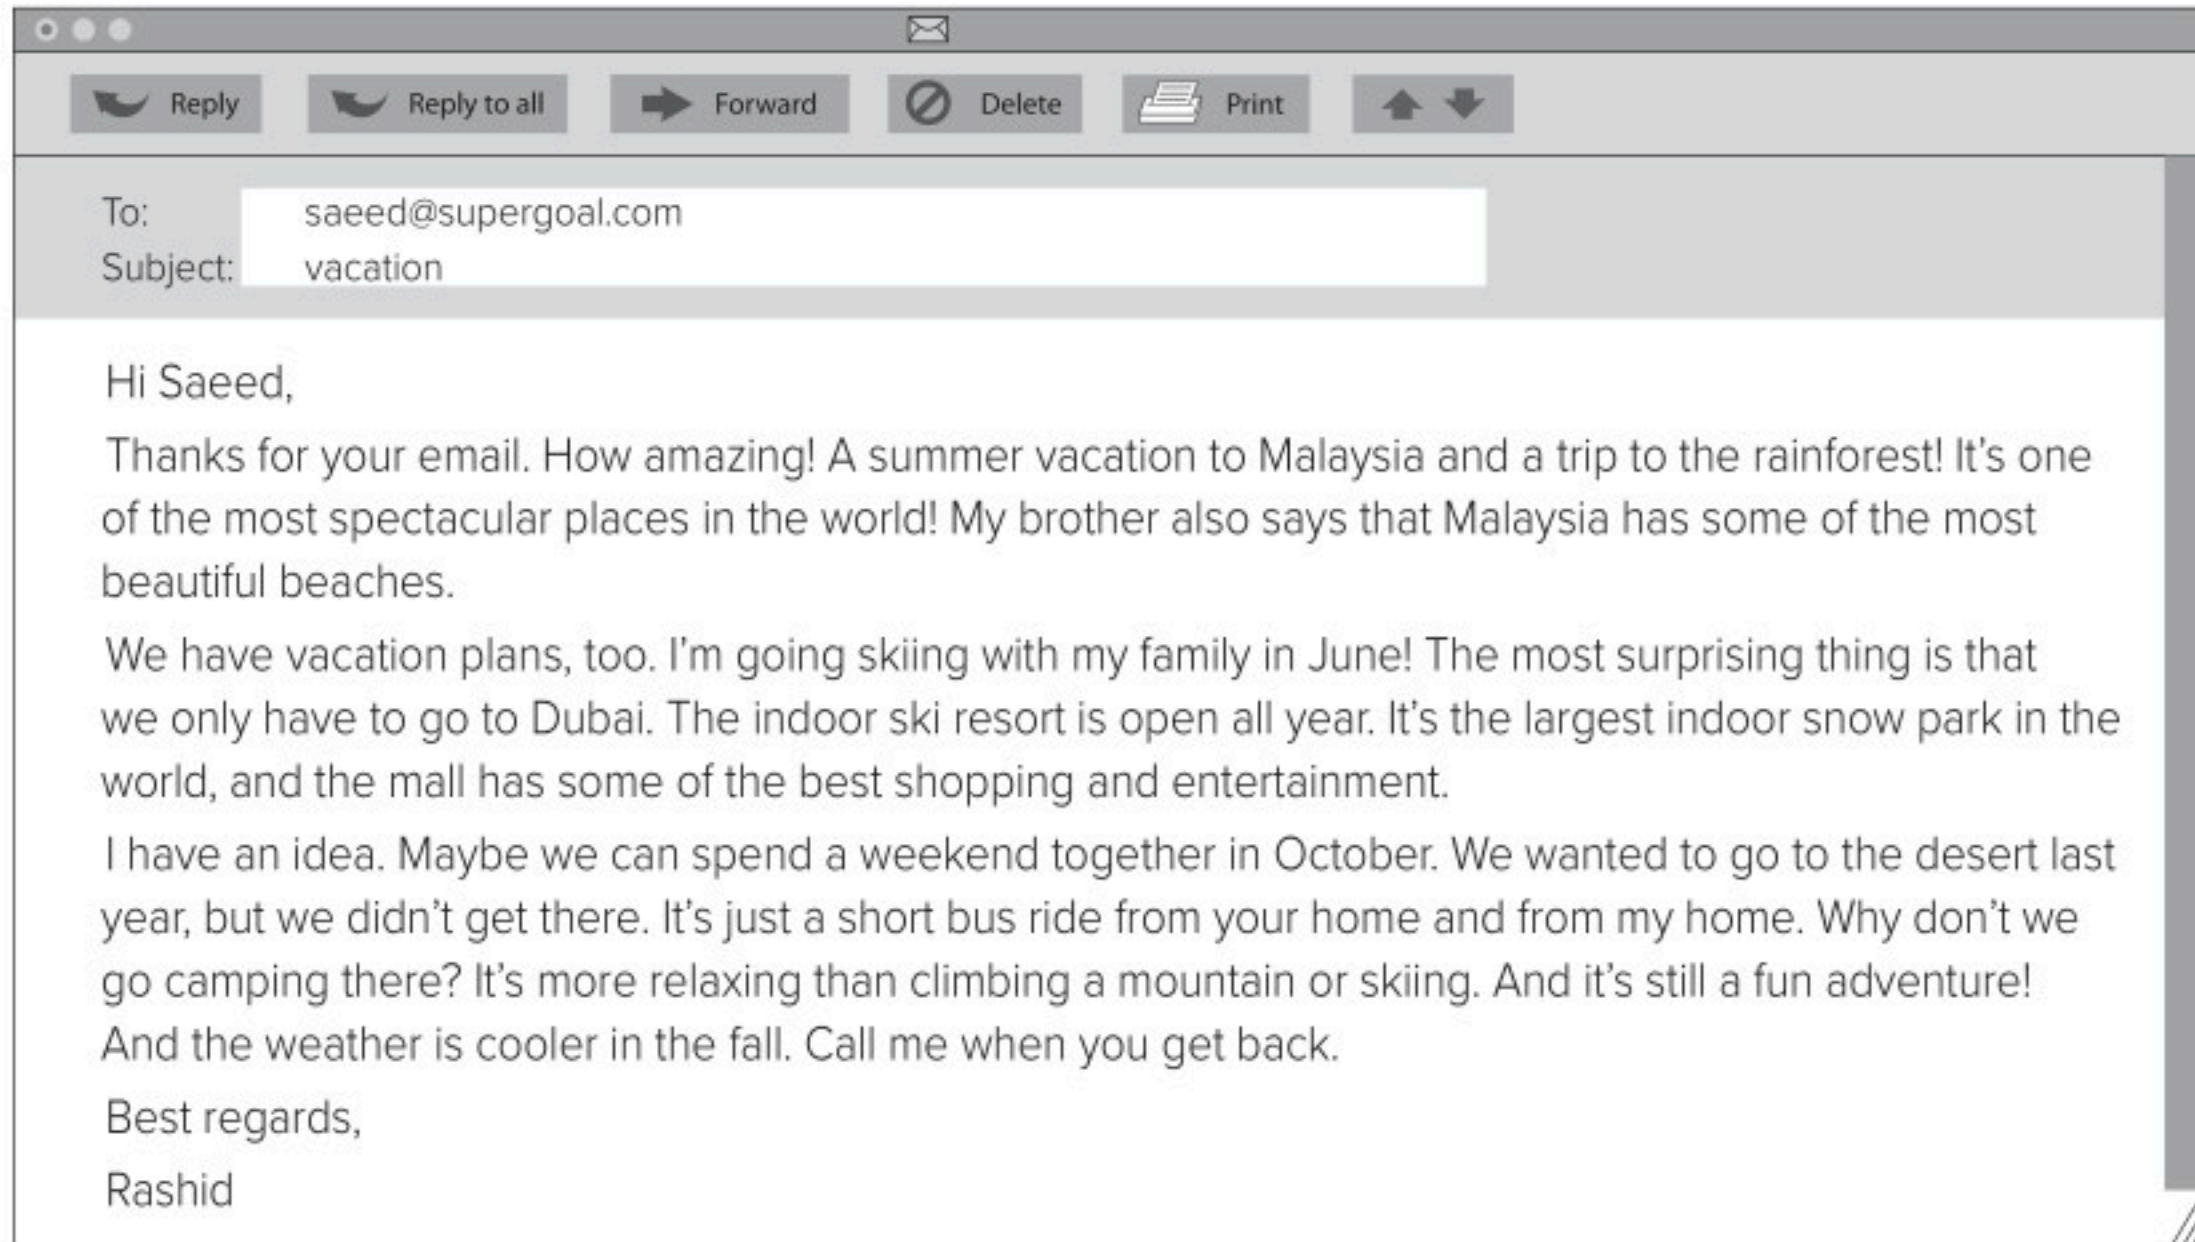 Reply Reply to all Forward Delete Print
To: saeed@supergoal.com
Subject: vacation
Hi Saeed,
Thanks for your email. How amazing! A summer vacation to Malaysia and a trip to the rainforest! It’s one
of the most spectacular places in the world! My brother also says that Malaysia has some of the most
beautiful beaches.
We have vacation plans, too. I’m going skiing with my family in June! The most surprising thing is that
we only have to go to Dubai. The indoor ski resort is open all year. It’s the largest indoor snow park in the
world, and the mall has some of the best shopping and entertainment.
I have an idea. Maybe we can spend a weekend together in October. We wanted to go to the desert last
year, but we didn’t get there. It’s just a short bus ride from your home and from my home. Why don’t we
go camping there? It’s more relaxing than climbing a mountain or skiing. And it’s still a fun adventure!
And the weather is cooler in the fall. Call me when you get back.
Best regards,
Rashid